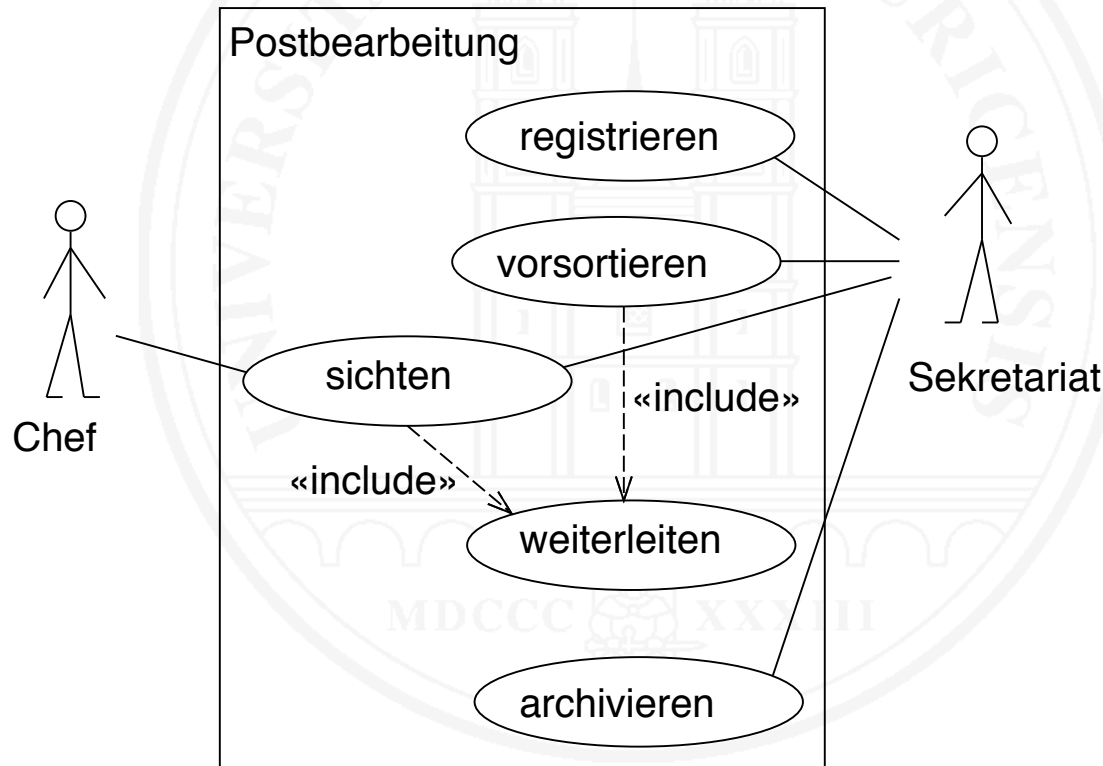 Postbearbeitung
registrieren
vorsortieren
sichten
«include»
Sekretariat
Chef
«include»
weiterleiten
MDCCC XXXIII
archivieren